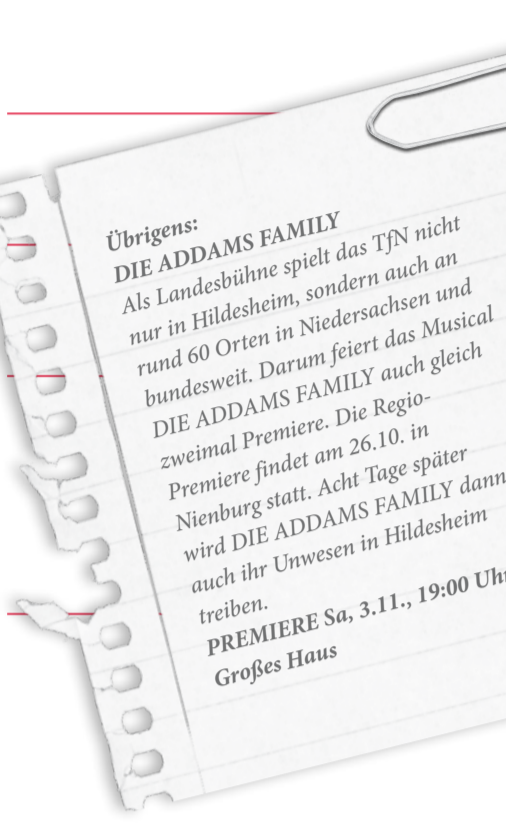 Übrigens:
DIE ADDAMS FAMILY
Als Landesbühne spielt das TfN nicht
nur in Hildesheim, sondern auch an
rund 60 Orten in Niedersachsen und
bundesweit. Darum feiert das Musical
DIE ADDAMS FAMILY auch gleich
zweimal Premiere. Die Regio-
Premiere findet am 26.10. in
Nienburg statt. Acht Tage später
wird DIE ADDAMS FAMILY dann
auch ihr Unwesen in Hildesheim
treiben.
PREMIERE Sa, 3.11., 19:00 Uhr
Großes Haus